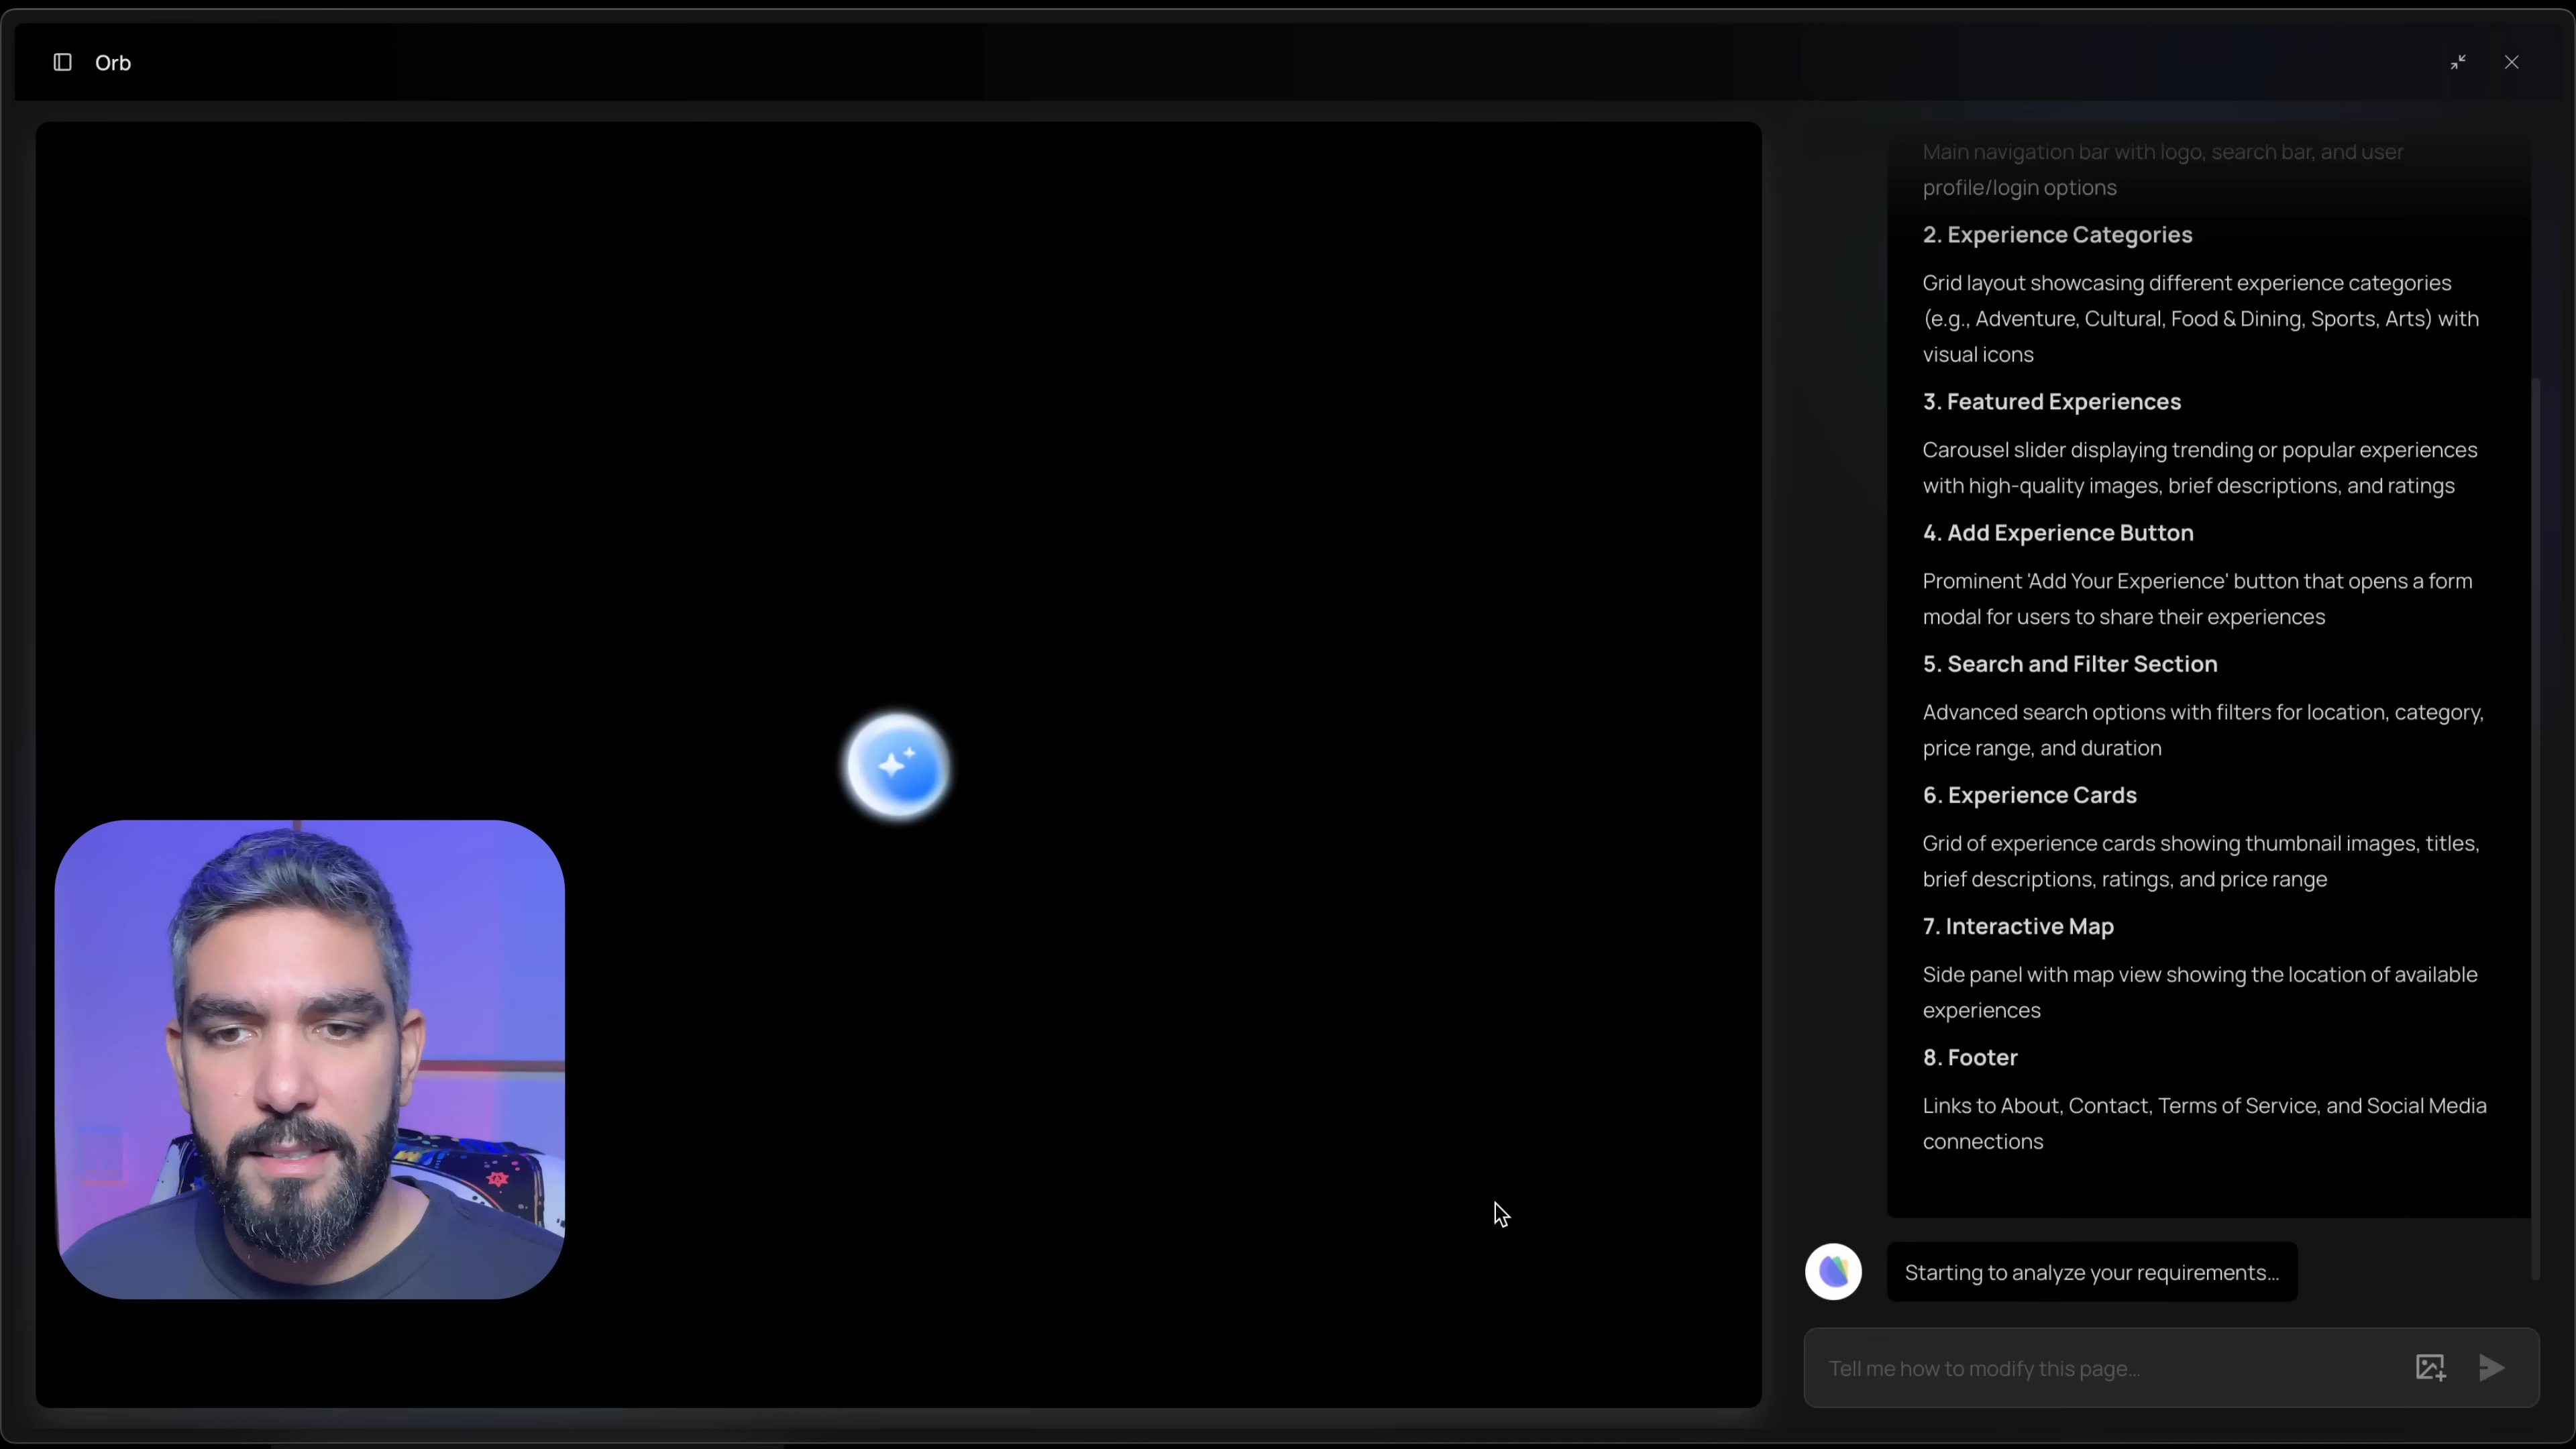 Orb
Main navigation bar with logo, search bar, and user
profile/login options
2. Experience Categories
Grid layout showcasing different experience categories
(e.g., Adventure, Cultural, Food & Dining, Sports, Arts) with
visual icons
3. Featured Experiences
Carousel slider displaying trending or popular experiences
with high-quality images, brief descriptions, and ratings
4. Add Experience Button
Prominent 'Add Your Experience' button that opens a form
modal for users to share their experiences
5. Search and Filter Section
Advanced search options with filters for location, category,
price range, and duration
6. Experience Cards
Grid of experience cards showing thumbnail images, titles,
brief descriptions, ratings, and price range
7. Interactive Map
Side panel with map view showing the location of available
experiences
8. Footer
Links to About, Contact, Terms of Service, and Social Media
connections
Starting to analyze your requirements...
Tell me how to modify this page...